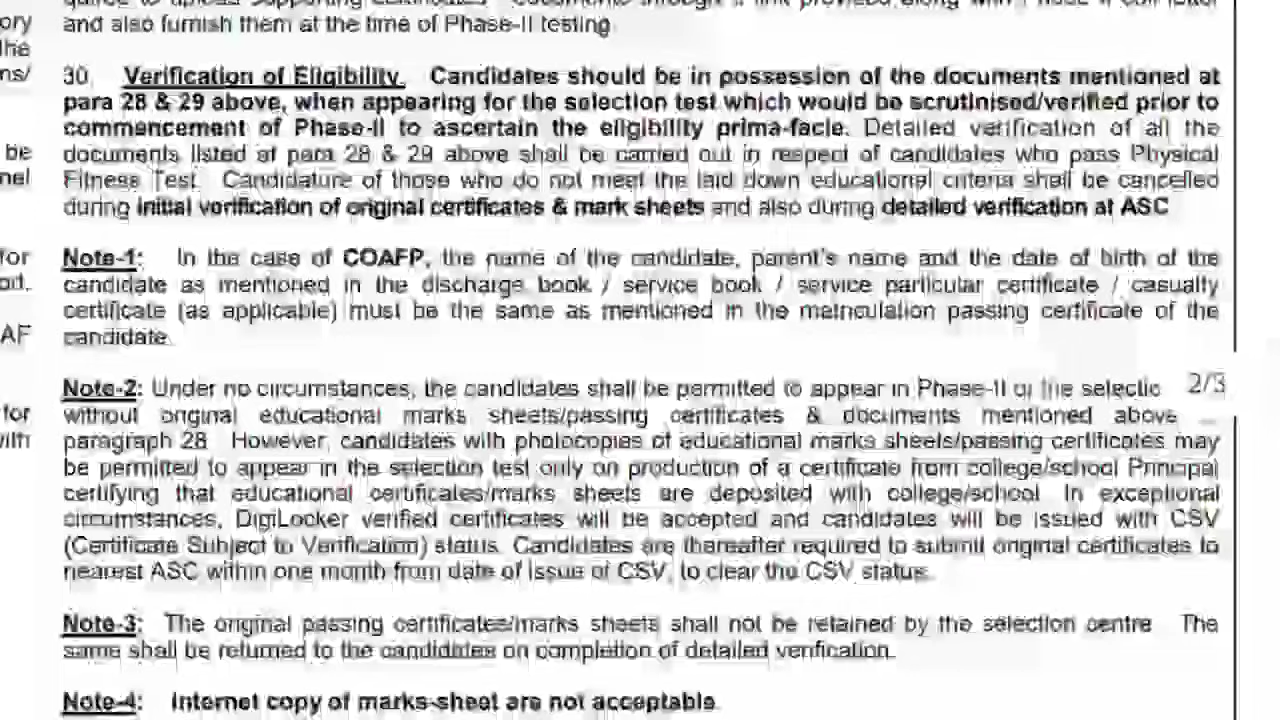 and also furnish them at the time of Phase-II testing.
30. Verification of Eligibility. Candidates should be in possession of the documents mentioned at
para 28 & 29 above, when appearing for the selection test which would be scrutinised/verified prior to
commencement of Phase-II to ascertain the eligibility prima-facie. Detailed verification of all the
documents listed at para 28 & 29 above shall be carried out in respect of candidates who pass Physical
Fitness Test. Candidature of those who do not meet the laid down educational criteria shall be cancelled
during initial verification of original certificates & mark sheets and also during detailed verification at ASC
Note-1: In the case of COAFP, the name of the candidate, parent's name and the date of birth of the
candidate as mentioned in the discharge book / service book / service particular certificate / casualty
certificate (as applicable) must be the same as mentioned in the matriculation passing certificate of the
candidate.
Note-2: Under no circumstances, the candidates shall be permitted to appear in Phase-II of the selectio
2/3
without original educational marks sheets/passing certificates & documents mentioned above
paragraph 28. However, candidates with photocopies of educational marks sheets/passing certificates may
be permitted to appear in the selection test only on production of a certificate from college/school Principal
certifying that educational certificates/marks sheets are deposited with college/school. In exceptional
circumstances, DigiLocker verified certificates will be accepted and candidates will be issued with CSV
(Certificate Subject to Verification) status. Candidates are thereafter required to submit original certificates to
nearest ASC within one month from date of issue of CSV, to clear the CSV status.
Note-3: The original passing certificates/marks sheets shall not be retained by the selection centre. The
same shall be returned to the candidates on completion of detailed verification.
Note-4: Internet copy of marks-sheet are not acceptable.
ory
the
ns/
be
nel
for
AF
for
with